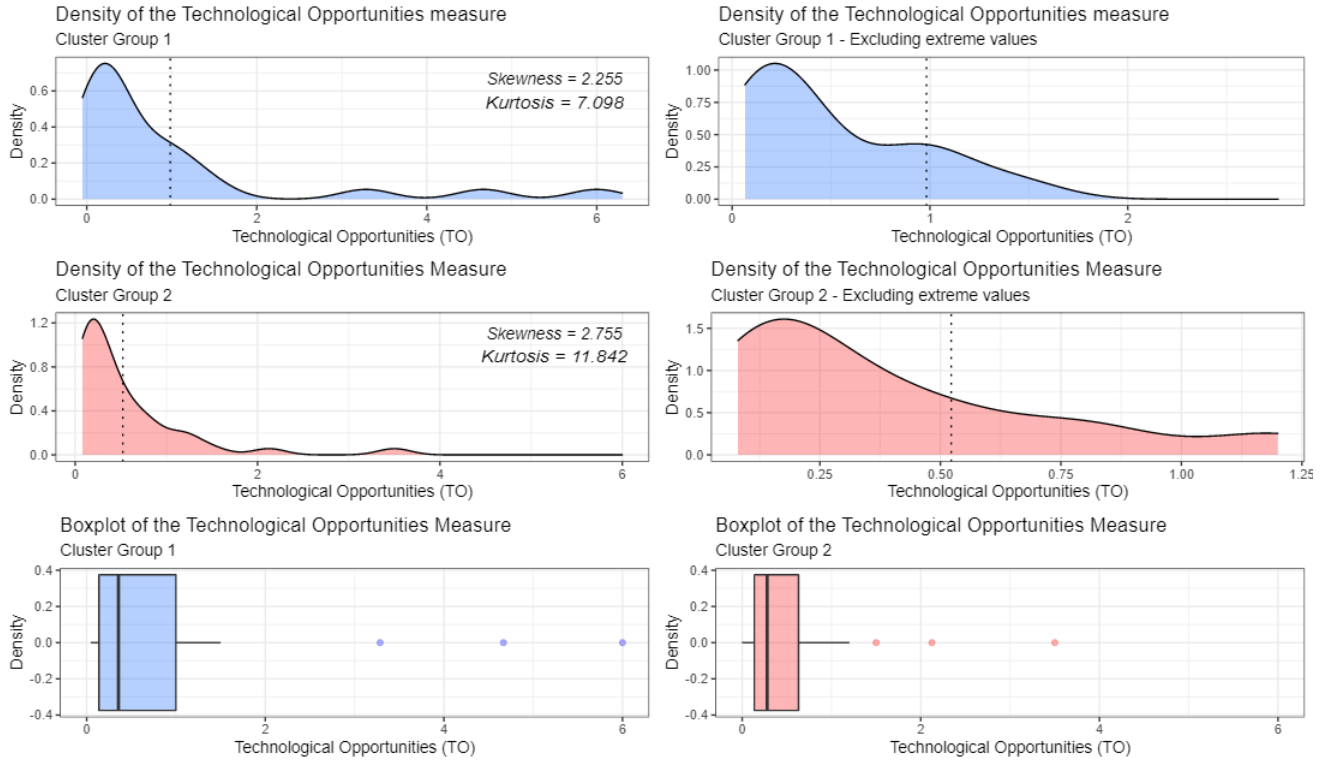 Density of the Technological Opportunities measure
Cluster Group 1
Skewness = 2.255
Kurtosis = 7.098
Density
0.6
0.4
0.2
0.0
0
2
4
6
Technological Opportunities (TO)
Density of the Technological Opportunities measure
Cluster Group 1 - Excluding extreme values
Density
1.00
0.75
0.50
0.25
0.00
0
1
2
Technological Opportunities (TO)
Density of the Technological Opportunities Measure
Cluster Group 2
Skewness = 2.755
Kurtosis = 11.842
Density
1.2
0.8
0.4
0.0
0
2
4
6
Technological Opportunities (TO)
Density of the Technological Opportunities Measure
Cluster Group 2 - Excluding extreme values
Density
1.5
1.0
0.5
0.0
0.25
0.50
0.75
1.00
1.25
Technological Opportunities (TO)
Boxplot of the Technological Opportunities Measure
Cluster Group 1
Density
0.4
0.2
0.0
-0.2
-0.4
0
2
4
6
Technological Opportunities (TO)
Boxplot of the Technological Opportunities Measure
Cluster Group 2
Density
0.4
0.2
0.0
-0.2
-0.4
0
2
4
6
Technological Opportunities (TO)